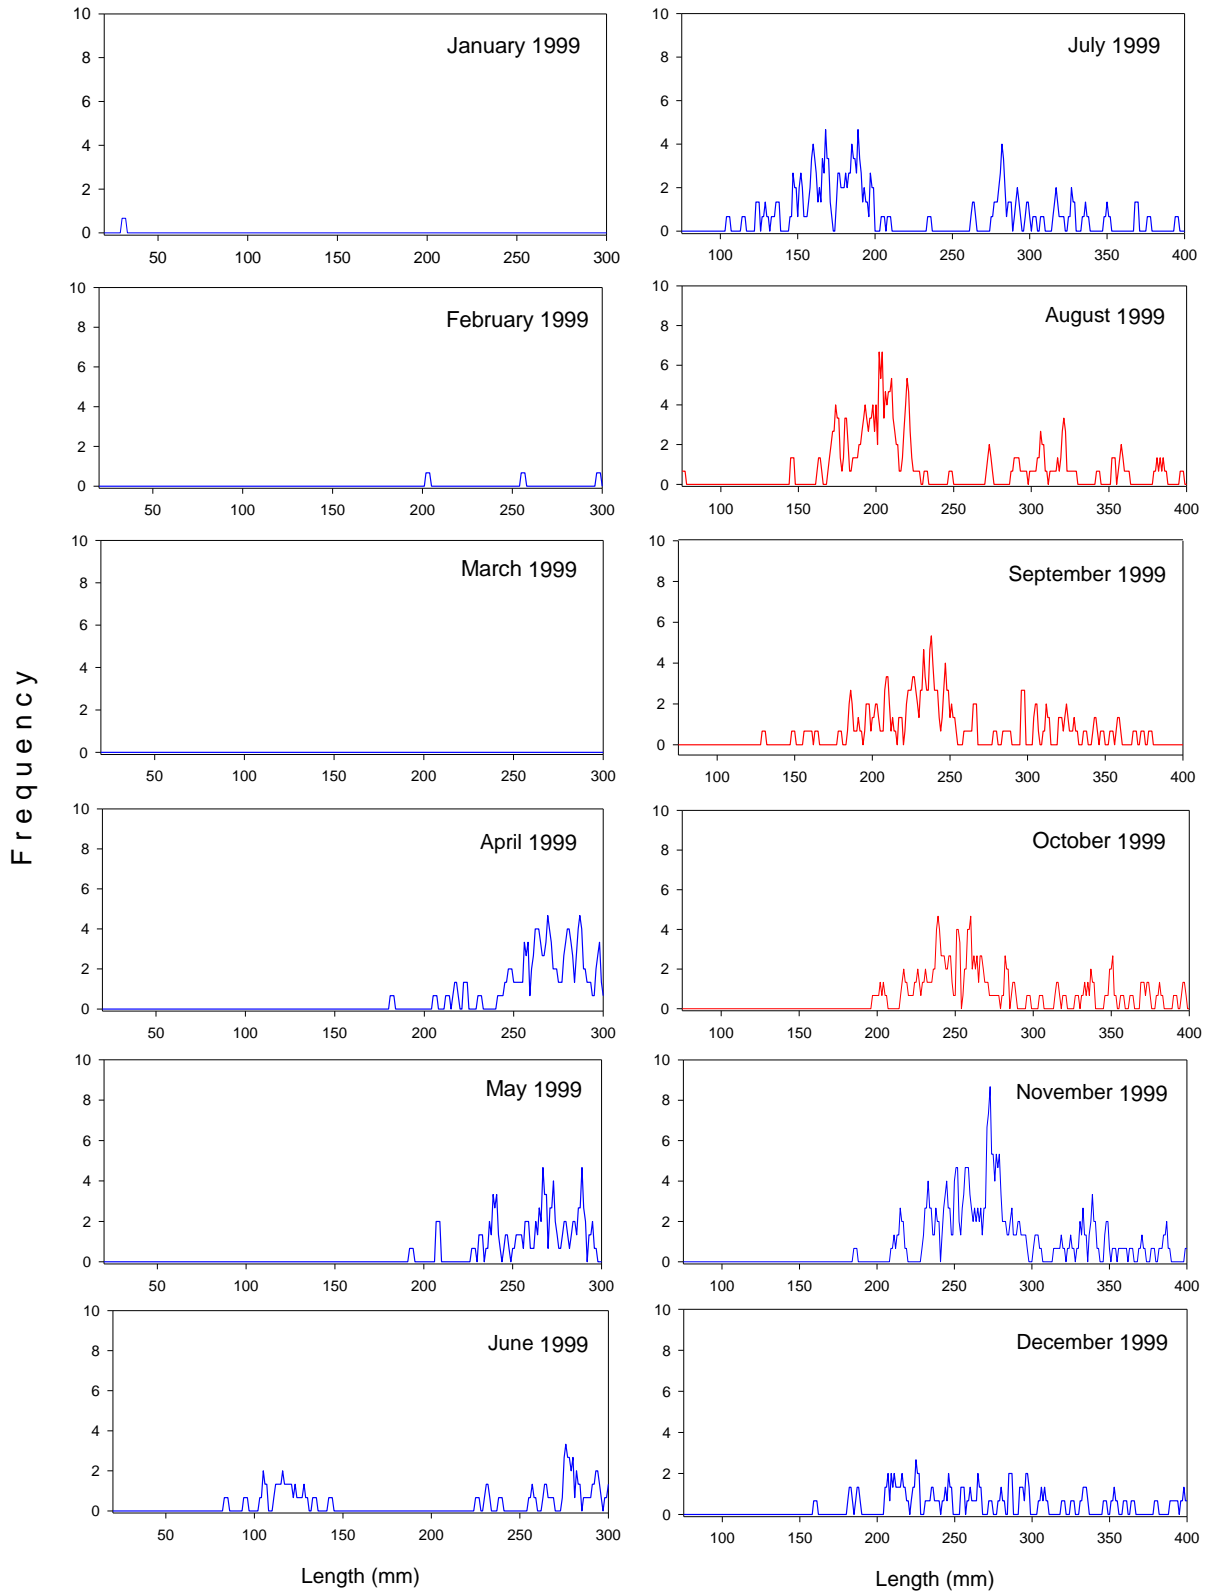 Frequency
10
8
6
4
2
0
January 1999
50 100 150 200 250 300
10
8
6
4
2
0
February 1999
50 100 150 200 250 300
10
8
6
4
2
0
March 1999
50 100 150 200 250 300
10
8
6
4
2
0
April 1999
50 100 150 200 250 300
10
8
6
4
2
0
May 1999
50 100 150 200 250 300
10
8
6
4
2
0
June 1999
50 100 150 200 250 300
Length (mm)
10
8
6
4
2
0
July 1999
100 150 200 250 300 350 400
10
8
6
4
2
0
August 1999
100 150 200 250 300 350 400
10
8
6
4
2
0
September 1999
100 150 200 250 300 350 400
10
8
6
4
2
0
October 1999
100 150 200 250 300 350 400
10
8
6
4
2
0
November 1999
100 150 200 250 300 350 400
10
8
6
4
2
0
December 1999
100 150 200 250 300 350 400
Length (mm)